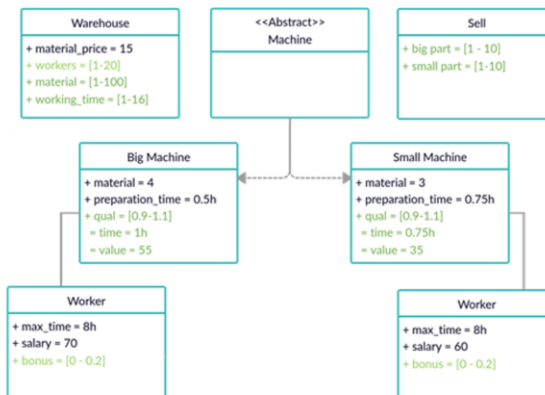 Warehouse
+ material_price = 15
+ workers = [1-20]
+ material = [1-100]
+ working_time = [1-16]
<<Abstract>>
Machine
Sell
+ big part = [1 - 10]
+ small part = [1-10]
Big Machine
+ material = 4
+ preparation_time = 0.5h
+ qual = [0.9-1.1]
= time = 1h
= value = 55
Small Machine
+ material = 3
+ preparation_time = 0.75h
+ qual = [0.9-1.1]
= time = 0.75h
= value = 35
Worker
+ max_time = 8h
+ salary = 70
+ bonus = [0 - 0.2]
Worker
+ max_time = 8h
+ salary = 60
+ bonus = [0 - 0.2]